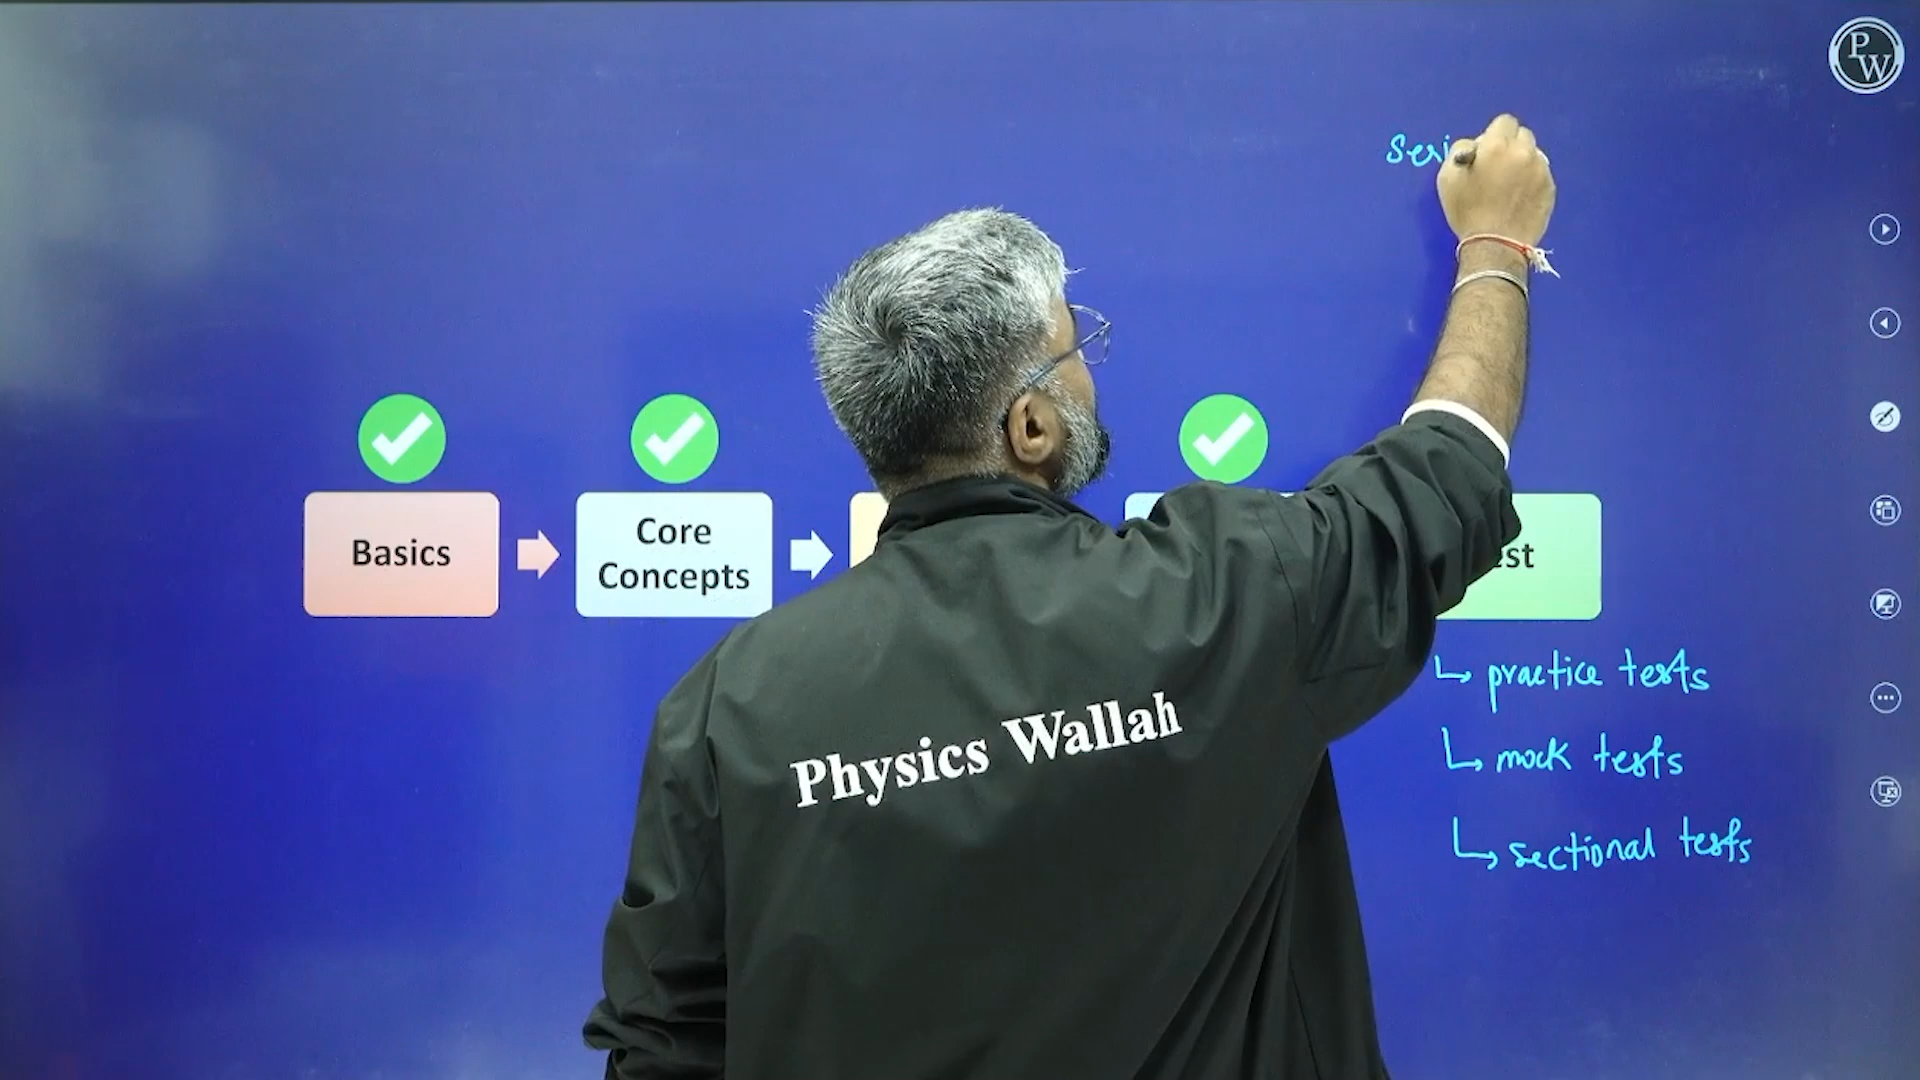 PW
Basics
Core
Concepts
practice tests
mock tests
sectional tests
Physics Wallah